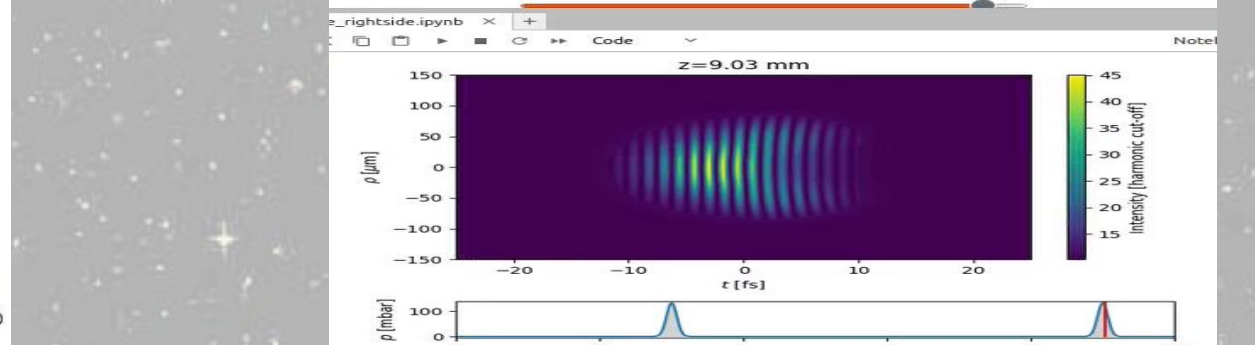 e_rightside.ipynb × +
Code
Notel
z=9.03 mm
150
100
50
0
−50
−100
−150
ρ [μm]
−20 −10 0 10 20
t [fs]
45
40
35
30
25
20
15
Intensity [harmonic cut-off]
p [mbar]
100
0